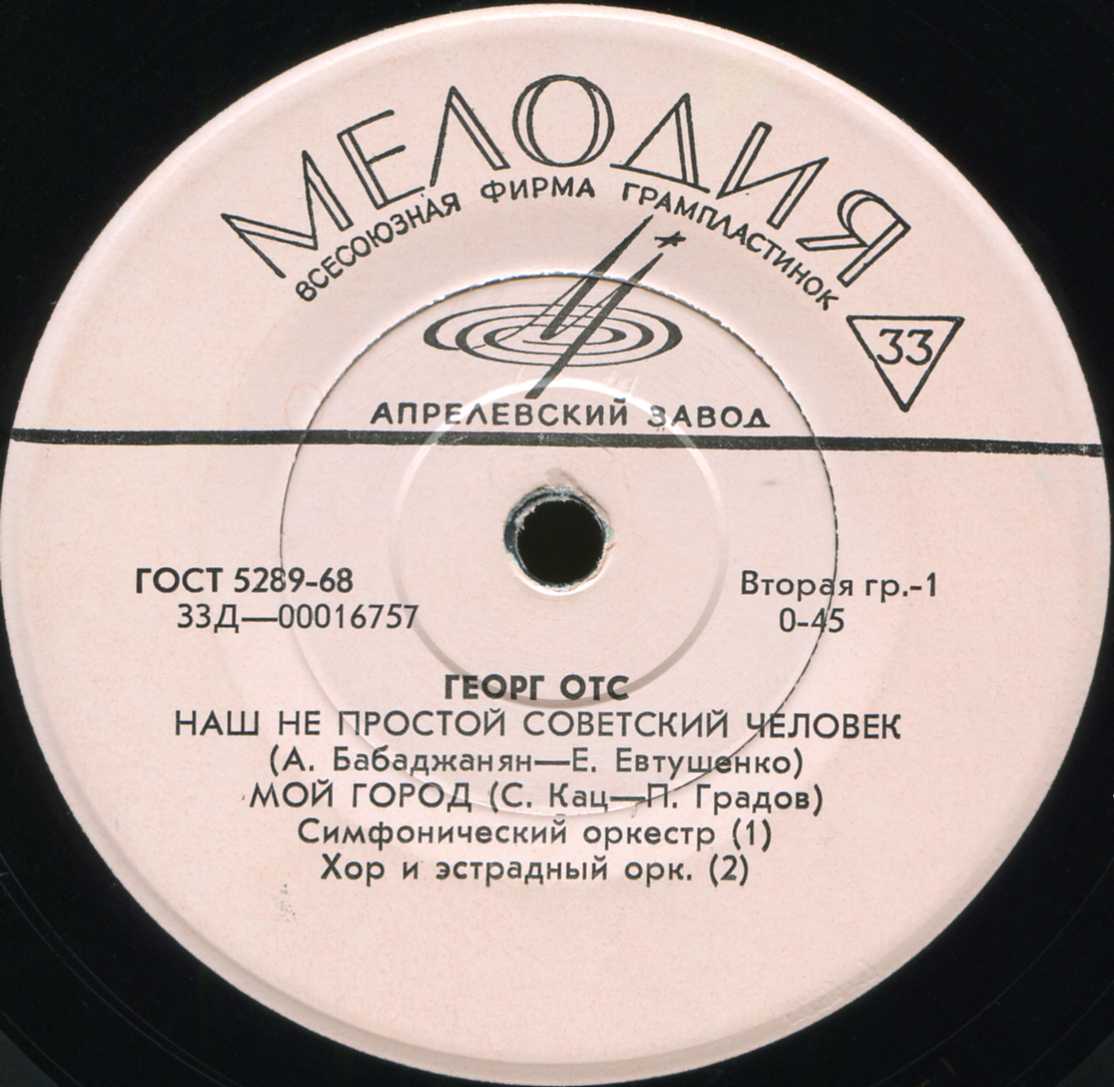 МЕЛОДИЯ
ВСЕСОЮЗНАЯ ФИРМА ГРАМПЛАСТИНОК
33
АПРЕЛЕВСКИЙ ЗАВОД
ГОСТ 5289-68
Вторая гр.-1
33Д—00016757
0-45
ГЕОРГ ОТС
НАШ НЕ ПРОСТОЙ СОВЕТСКИЙ ЧЕЛОВЕК
(А. Бабаджанян—Е. Евтушенко)
МОЙ ГОРОД (С. Кац—П. Градов)
Симфонический оркестр (1)
Хор и эстрадный орк. (2)